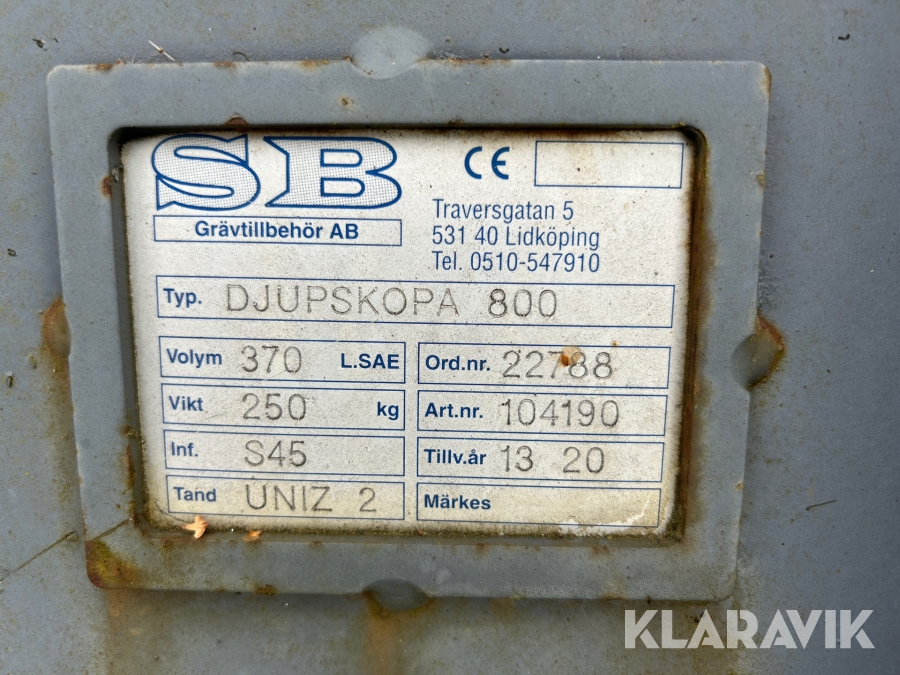 SB
Grävtillbehör AB
CE
Traversgatan 5
531 40 Lidköping
Tel. 0510-547910
Typ. DJUPSKOPA 800
Volym 370 L.SAE
Vikt 250 kg
Inf. S45
Tand UNIZ 2
Ord.nr. 22788
Art.nr. 104190
Tillv.år 13 20
Märkes
KLARAVIK